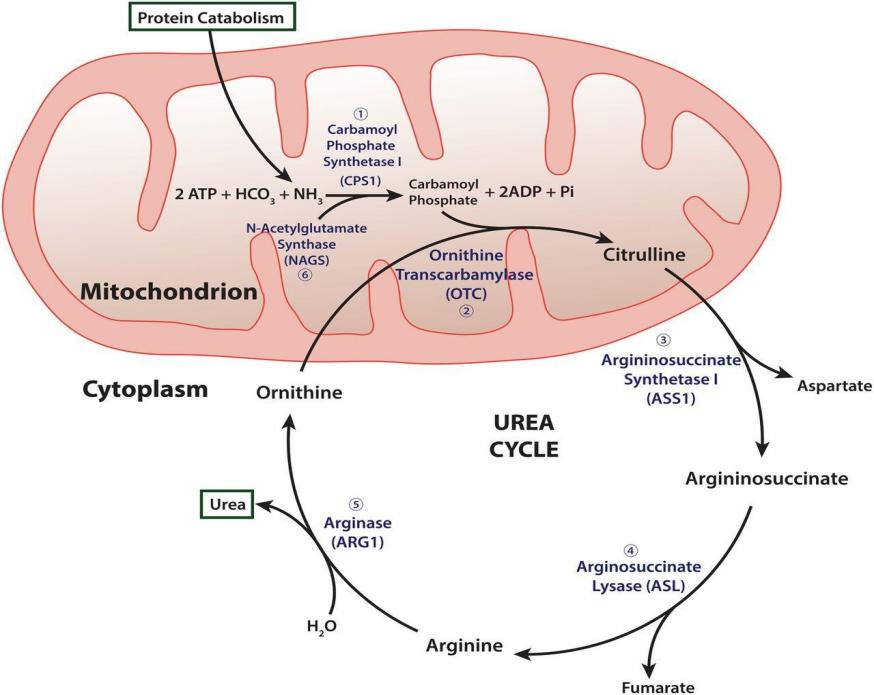 Protein Catabolism
①
Carbamoyl
Phosphate
Synthetase I
(CPS1)
2 ATP + HCO₃ + NH₃
Carbamoyl
Phosphate
+ 2ADP + Pi
N-Acetylglutamate
Synthase
(NAGS)
⑥
Ornithine
Transcarbamylase
(OTC)
②
Citrulline
Mitochondrion
③
Argininosuccinate
Synthetase I
(ASS1)
Aspartate
Cytoplasm
Ornithine
UREA
CYCLE
Argininosuccinate
Urea
⑤
Arginase
(ARG1)
④
Arginosuccinate
Lysase (ASL)
H₂O
Arginine
Fumarate